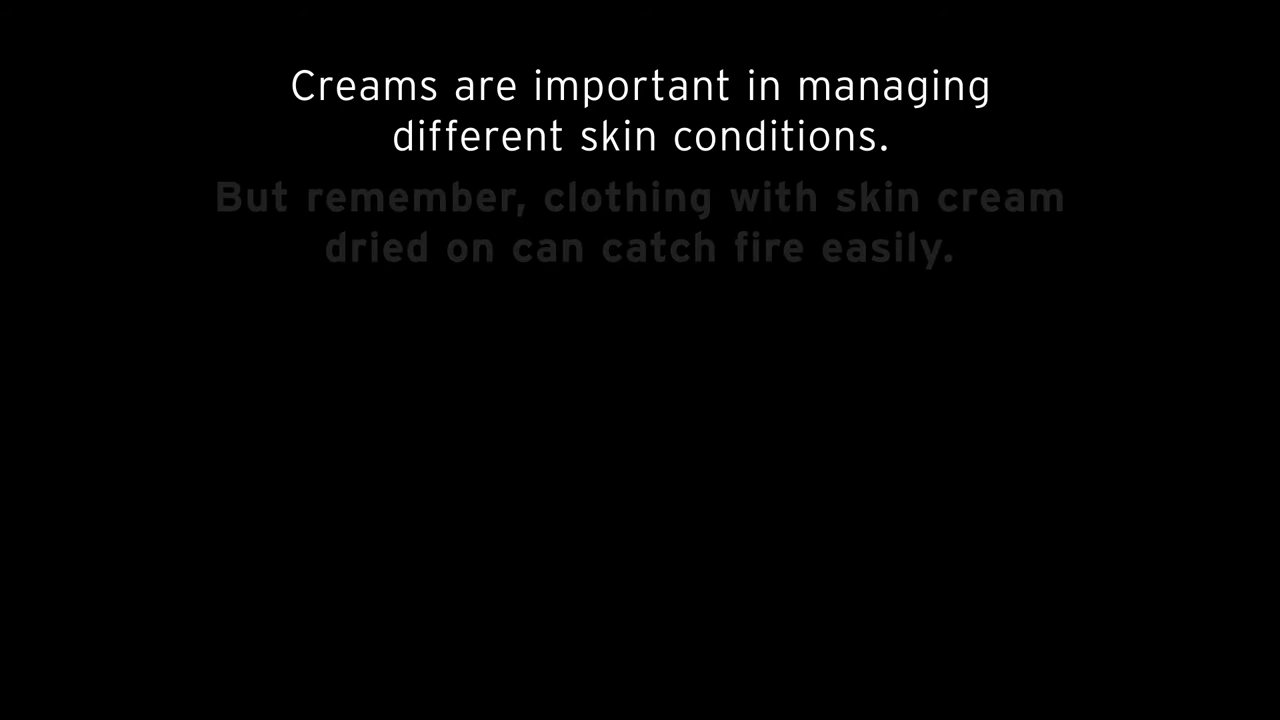 Creams are important in managing
different skin conditions.
But remember, clothing with skin cream
dried on can catch fire easily.